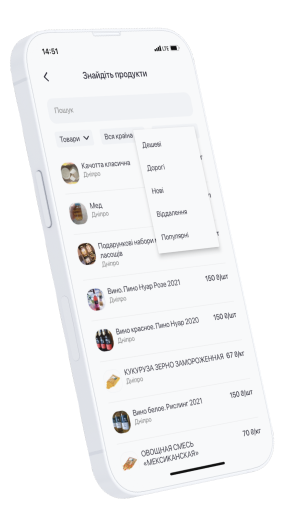 14:51
LTE
Знайдіть продукти
Пошук
Товари
Вся країна
Дешеві
Дорогі
Нові
Віддалення
Популярні
Качотта класична
Дніпро
Мед
Дніпро
Подарункові набори
ласощів
Дніпро
Вино. Пино Нуар Розе 2021
150 ₴/шт
Дніпро
Вино красное. Пино Нуар 2020
150 ₴/шт
Дніпро
КУКУРУЗА ЗЕРНО ЗАМОРОЖЕННАЯ
67 ₴/кг
Дніпро
Вино белое. Рислинг 2021
150 ₴/шт
Дніпро
ОВОЩНАЯ СМЕСЬ
«МЕКСИКАНСКАЯ»
70 ₴/кг